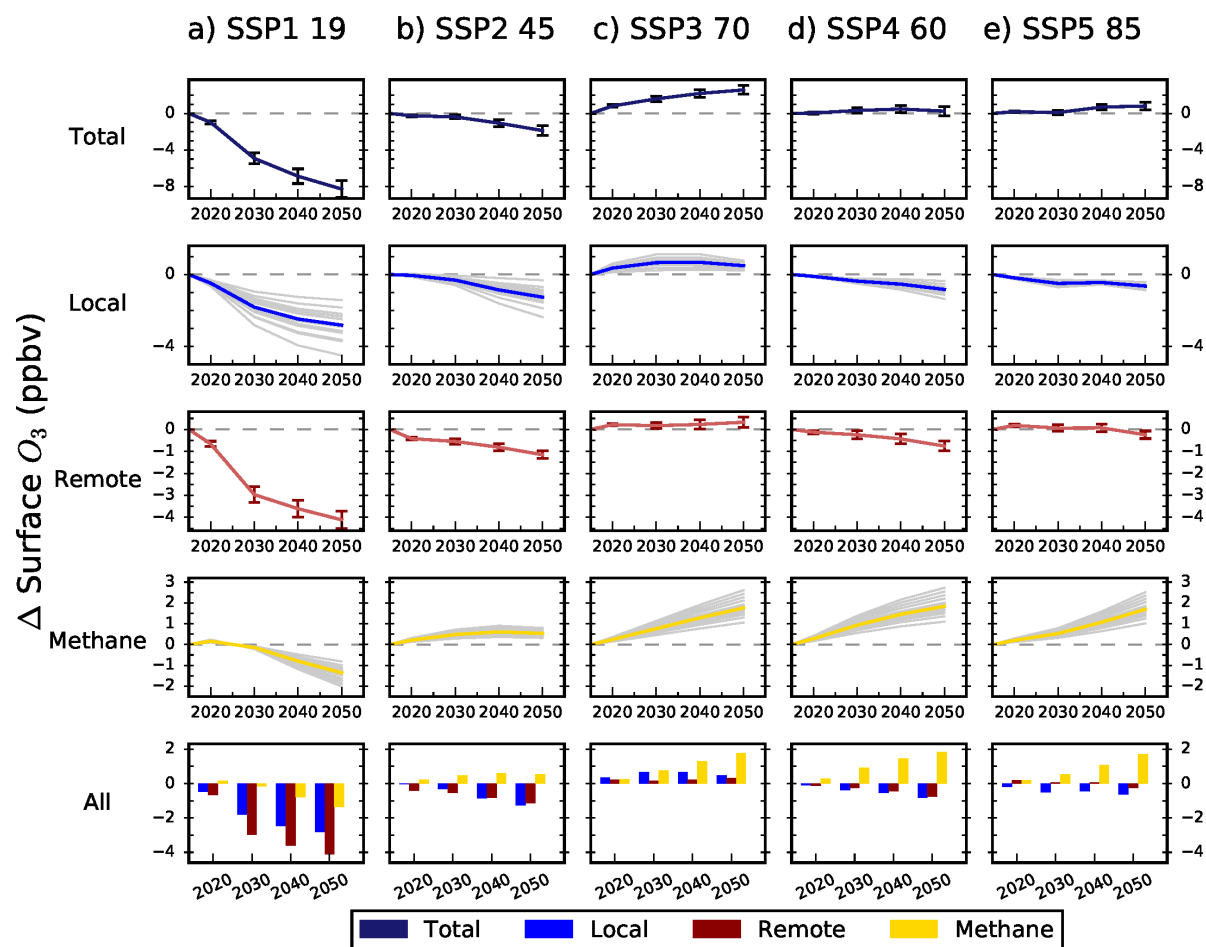 a) SSP1 19 b) SSP2 45 c) SSP3 70 d) SSP4 60 e) SSP5 85
Δ Surface O3 (ppbv)
Total
0 0
−4 −4
−8 −8
2020 2030 2040 2050 2020 2030 2040 2050 2020 2030 2040 2050 2020 2030 2040 2050 2020 2030 2040 2050
Local
0 0
−4 −4
2020 2030 2040 2050 2020 2030 2040 2050 2020 2030 2040 2050 2020 2030 2040 2050 2020 2030 2040 2050
Remote
0 0
−1 −1
−2 −2
−3 −3
−4 −4
2020 2030 2040 2050 2020 2030 2040 2050 2020 2030 2040 2050 2020 2030 2040 2050 2020 2030 2040 2050
Methane
3 3
2 2
1 1
0 0
−1 −1
−2 −2
2020 2030 2040 2050 2020 2030 2040 2050 2020 2030 2040 2050 2020 2030 2040 2050 2020 2030 2040 2050
All
2 2
0 0
−2 −2
−4 −4
2020 2030 2040 2050 2020 2030 2040 2050 2020 2030 2040 2050 2020 2030 2040 2050 2020 2030 2040 2050
Total Local Remote Methane